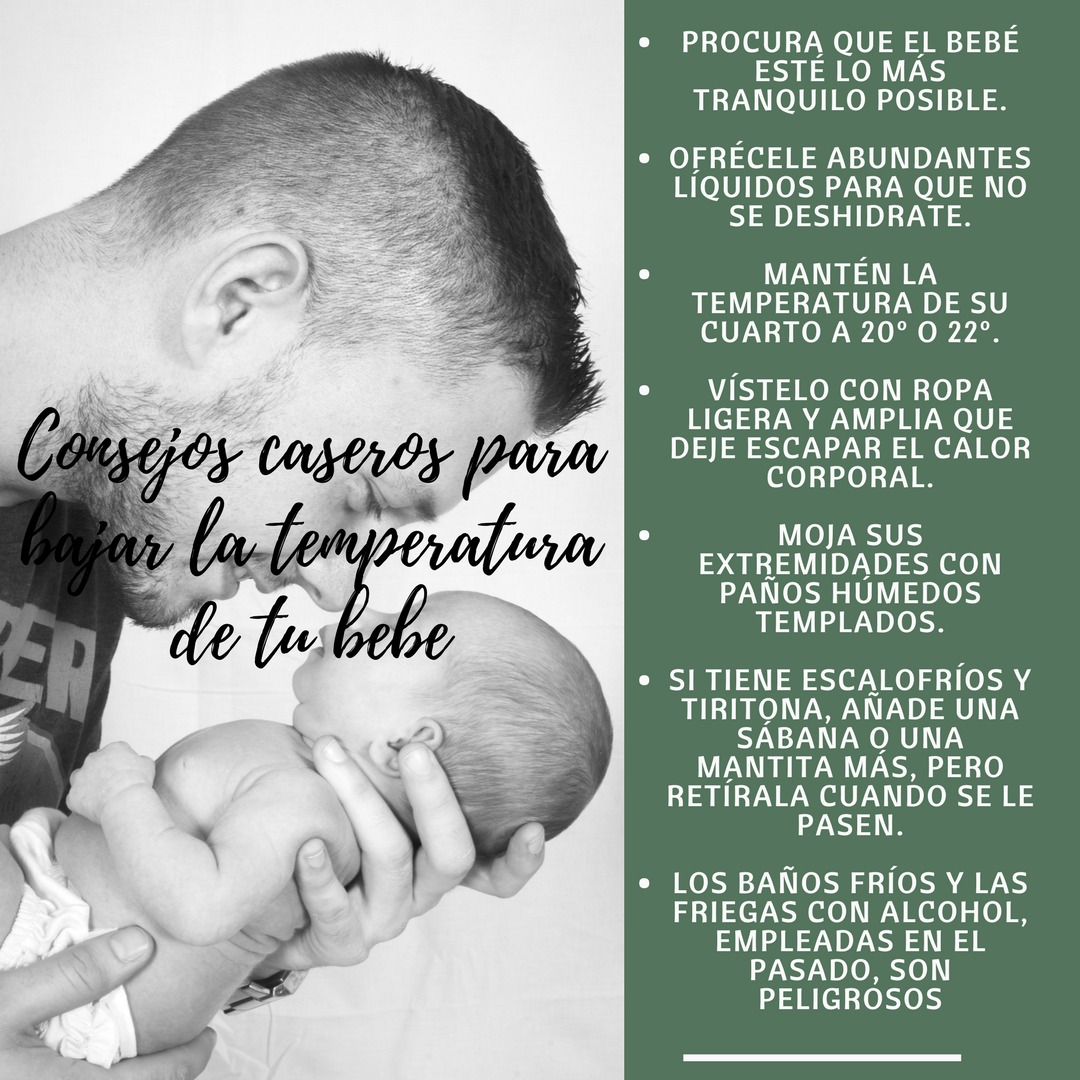 Consejos caseros para
bajar la temperatura
de tu bebe
• PROCURA QUE EL BEBÉ
ESTÉ LO MÁS
TRANQUILO POSIBLE.
• OFRÉCELE ABUNDANTES
LÍQUIDOS PARA QUE NO
SE DESHIDRATE.
• MANTÉN LA
TEMPERATURA DE SU
CUARTO A 20º O 22º.
• VÍSTELO CON ROPA
LIGERA Y AMPLIA QUE
DEJE ESCAPAR EL CALOR
CORPORAL.
• MOJA SUS
EXTREMIDADES CON
PAÑOS HÚMEDOS
TEMPLADOS.
• SI TIENE ESCALOFRÍOS Y
TIRITONA, AÑADE UNA
SÁBANA O UNA
MANTITA MÁS, PERO
RETÍRALA CUANDO SE LE
PASEN.
• LOS BAÑOS FRÍOS Y LAS
FRIEGAS CON ALCOHOL,
EMPLEADAS EN EL
PASADO, SON
PELIGROSOS